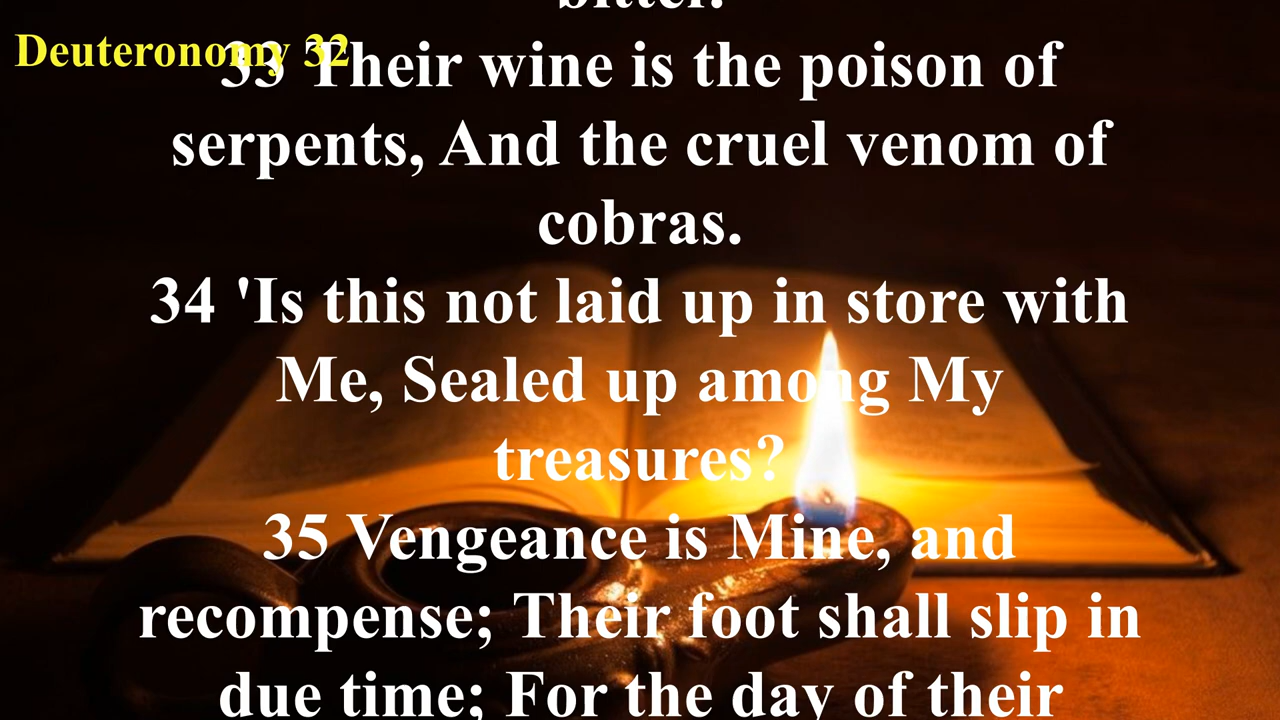 bitter.
Deuteronomy 32
33 Their wine is the poison of
serpents, And the cruel venom of
cobras.
34 'Is this not laid up in store with
Me, Sealed up among My
treasures?
35 Vengeance is Mine, and
recompense; Their foot shall slip in
due time; For the day of their